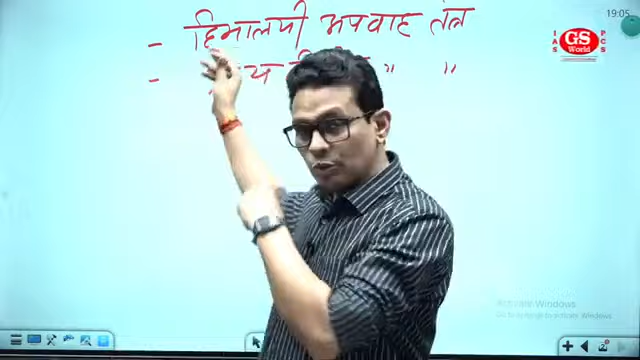 - हिमालयी अपवाह तंत्र
- " "
19:05
IAS GS World PCS
Activate Windows
Go to Settings to activate Windows.